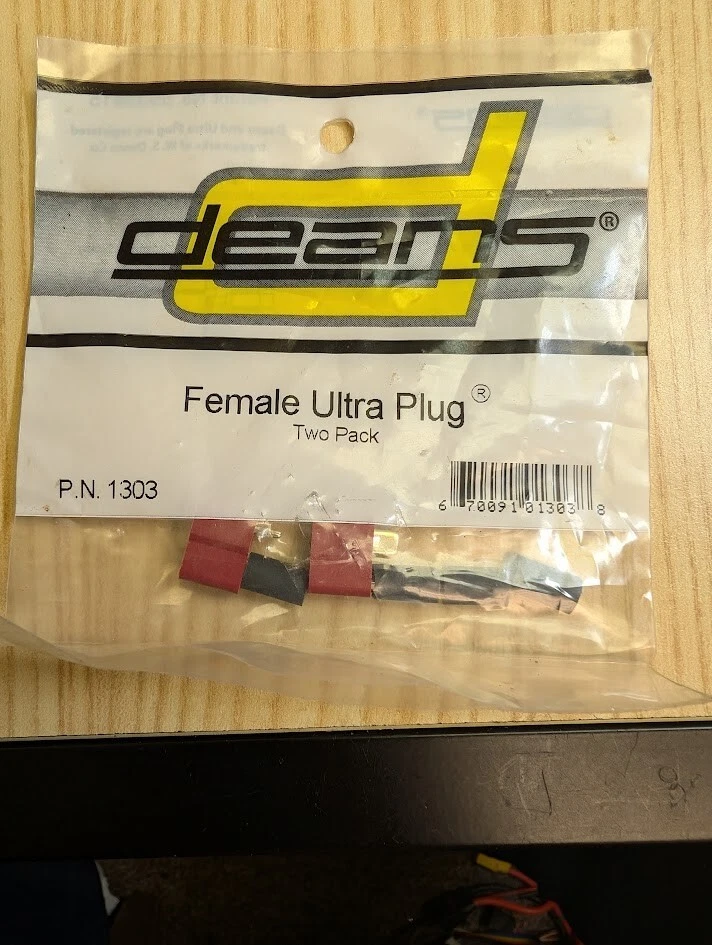 deans®
Female Ultra Plug®
Two Pack
P.N. 1303
6 70091 01303 8